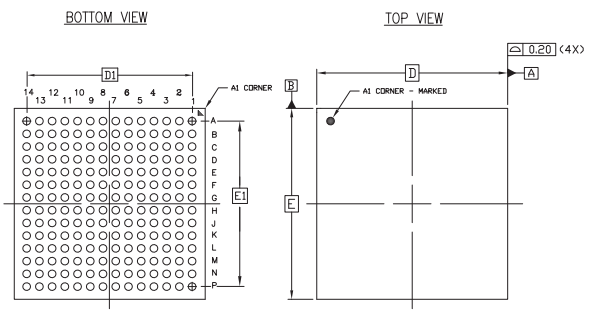 BOTTOM VIEW
TOP VIEW
0.20 (4X)
D1
D
A
14 12 10 8 6 4 2
13 11 9 7 5 3 1
A1 CORNER
B
A1 CORNER - MARKED
A
B
C
D
E
F
G
H
J
K
L
M
N
P
E1
E